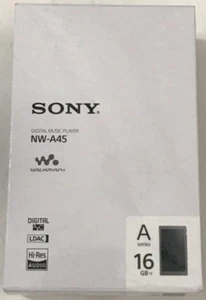 SONY
DIGITAL MUSIC PLAYER
NW-A45
WALKMAN
DIGITAL
LDAC
Hi-Res
AUDIO
A
series
16
GB